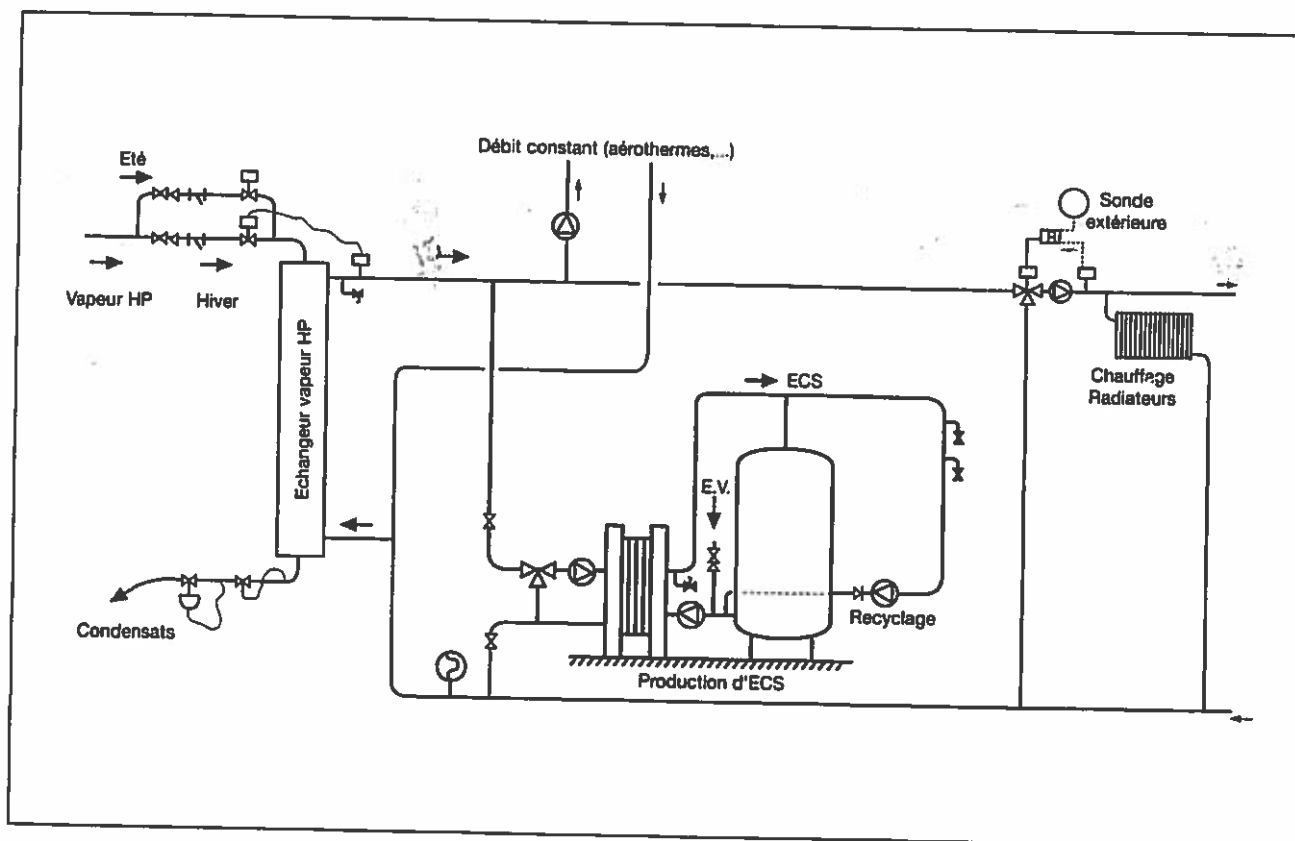 Débit constant (aérothermes,...)
Eté
Sonde
extérieure
R
Vapeur HP
Hiver
Echangeur vapeur HP
Chauffage
Radiateurs
ECS
E.V.
Recyclage
Condensats
Production d'ECS